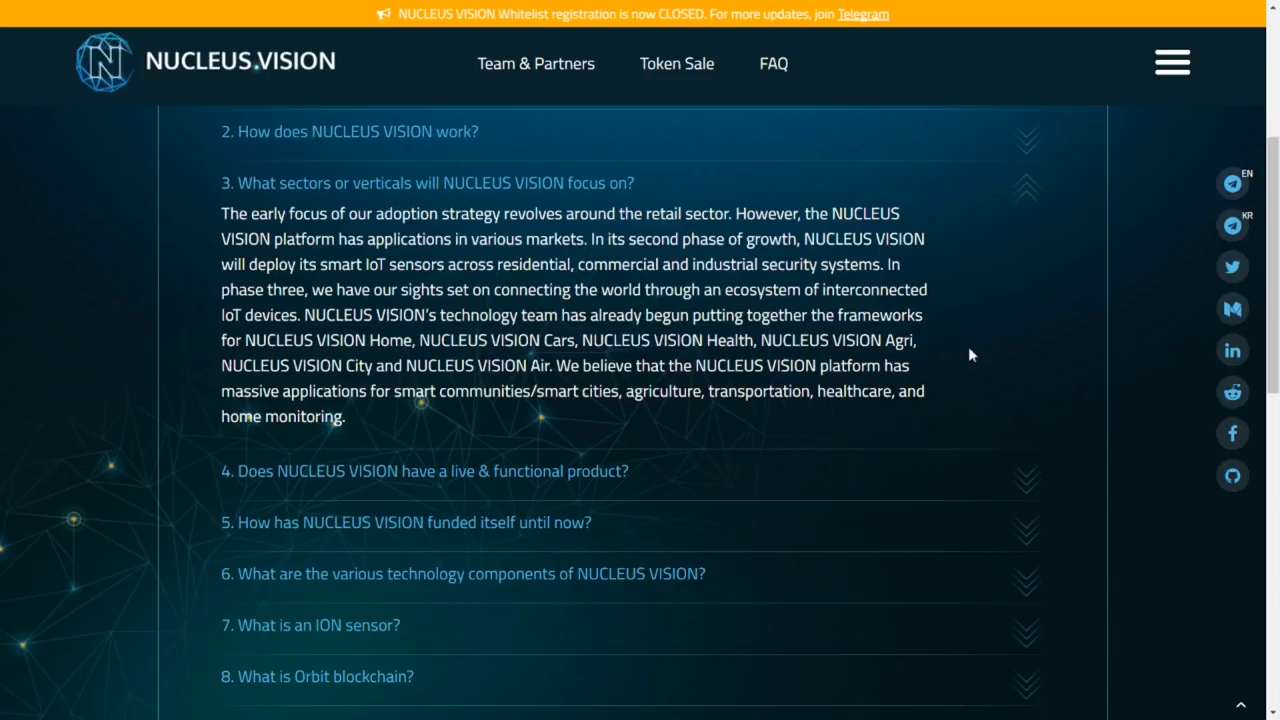 NUCLEUS VISION Whitelist registration is now CLOSED. For more updates, join Telegram
NUCLEUS.VISION
Team & Partners
Token Sale
FAQ
2. How does NUCLEUS VISION work?
3. What sectors or verticals will NUCLEUS VISION focus on?
The early focus of our adoption strategy revolves around the retail sector. However, the NUCLEUS
VISION platform has applications in various markets. In its second phase of growth, NUCLEUS VISION
will deploy its smart IoT sensors across residential, commercial and industrial security systems. In
phase three, we have our sights set on connecting the world through an ecosystem of interconnected
IoT devices. NUCLEUS VISION's technology team has already begun putting together the frameworks
for NUCLEUS VISION Home, NUCLEUS VISION Cars, NUCLEUS VISION Health, NUCLEUS VISION Agri,
NUCLEUS VISION City and NUCLEUS VISION Air. We believe that the NUCLEUS VISION platform has
massive applications for smart communities/smart cities, agriculture, transportation, healthcare, and
home monitoring.
4. Does NUCLEUS VISION have a live & functional product?
5. How has NUCLEUS VISION funded itself until now?
6. What are the various technology components of NUCLEUS VISION?
7. What is an ION sensor?
8. What is Orbit blockchain?
EN
KR